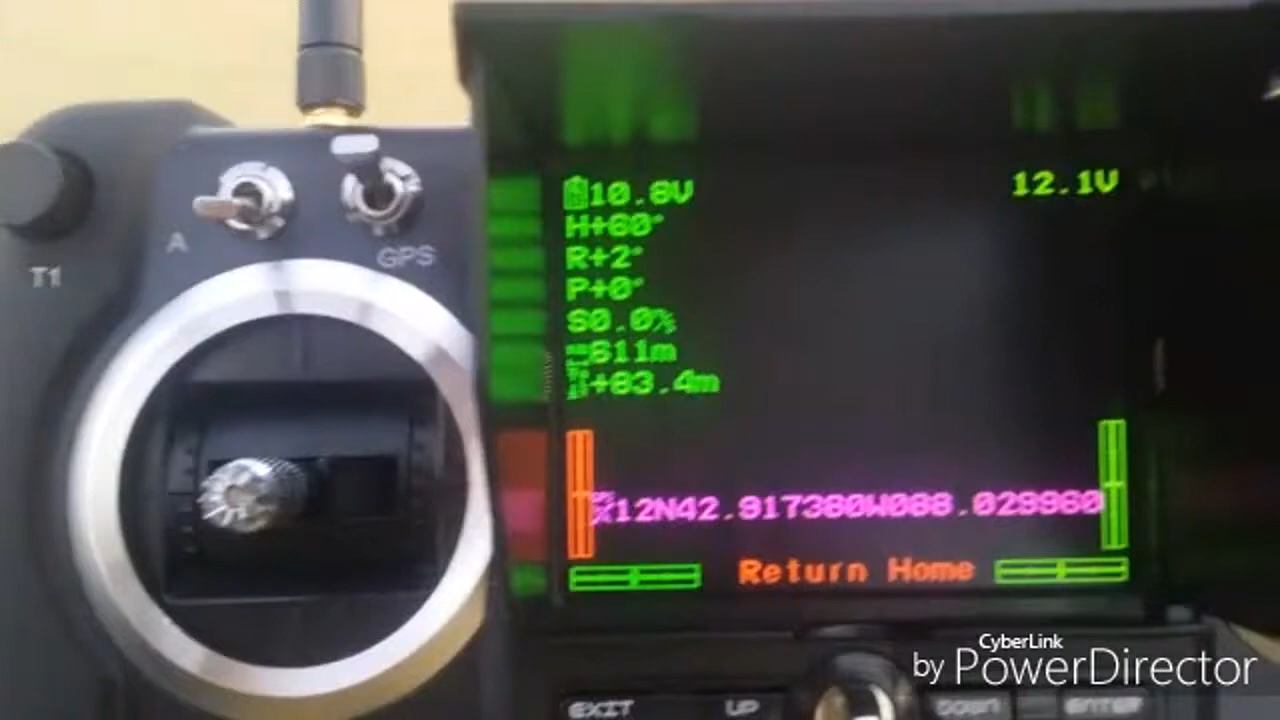 10.8V
12.1V
H+60°
R+2°
P+0°
S0.0%
611m
+83.4m
A
GPS
T1
12N42.917380W088.029960
Return Home
EXIT
UP
DOWN
ENTER
CyberLink
by PowerDirector